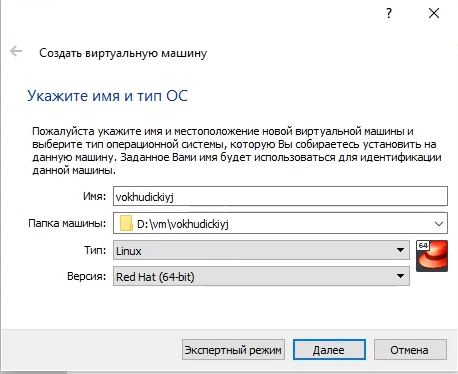 ?
Создать виртуальную машину
Укажите имя и тип ОС
Пожалуйста укажите имя и местоположение новой виртуальной машины и
выберите тип операционной системы, которую Вы собираетесь установить на
данную машину. Заданное Вами имя будет использоваться для идентификации
данной машины.
Имя: vokhudickiyj
Папка машины: D:\vm\vokhudickiyj
Тип: Linux
64
Версия: Red Hat (64-bit)
Экспертный режим Далее Отмена